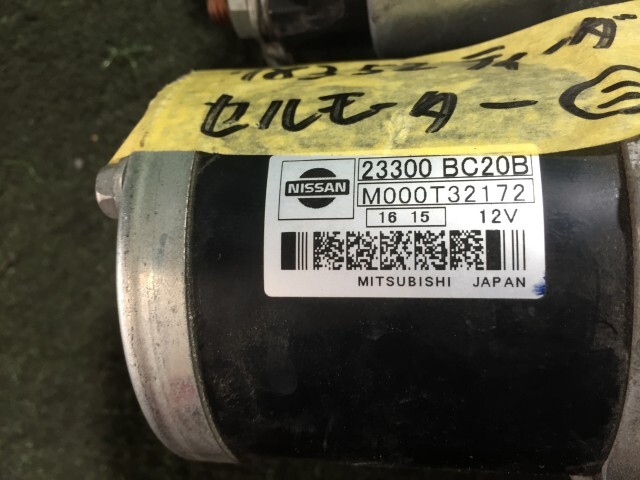 セルモーター
NISSAN
23300 BC20B
M000T32172
16 15 12V
MITSUBISHI JAPAN